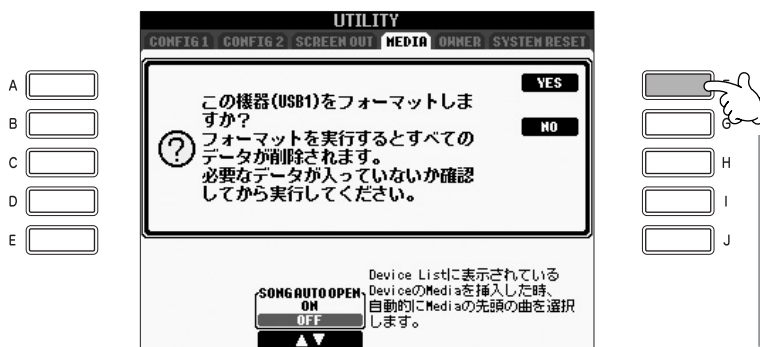 UTILITY
CONFIG 1 CONFIG 2 SCREEN OUT MEDIA OWNER SYSTEM RESET
この機器(USB1)をフォーマットしま
すか?
フォーマットを実行するとすべての
データが削除されます。
必要なデータが入っていないか確認
してから実行してください。
YES
NO
A
B
C
D
E
G
H
I
J
SONG AUTO OPEN
ON
OFF
Device Listに表示されている
DeviceのMediaを挿入した時、
自動的にMediaの先頭の曲を選択
します。